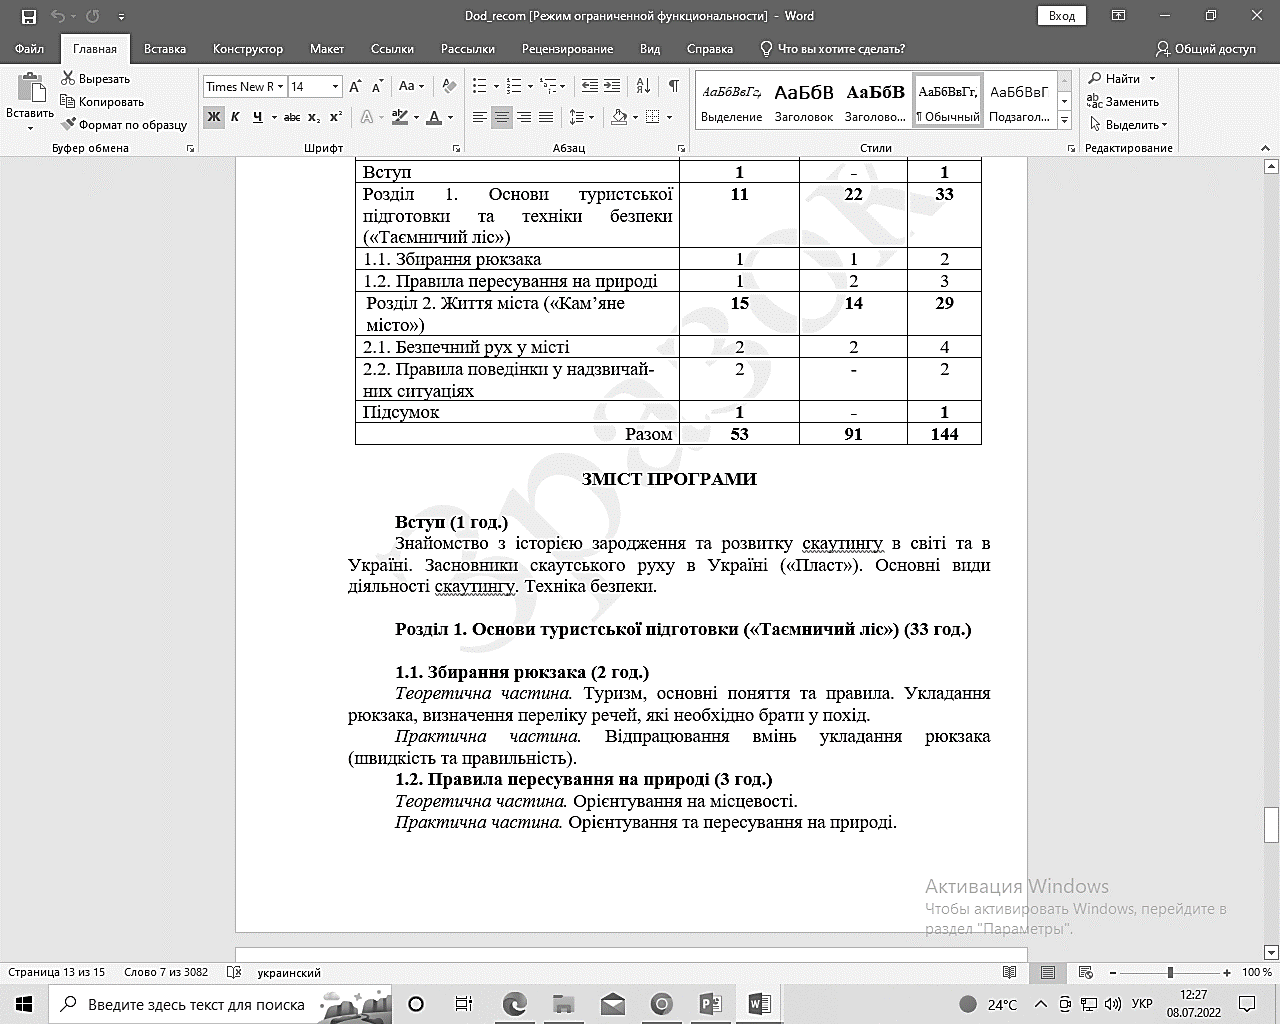 Dod_recom [Режим ограниченной функциональности] - Word
Вход
Файл Главная Вставка Конструктор Макет Ссылки Рассылки Рецензирование Вид Справка Что вы хотите сделать? Общий доступ
Вставить
Вырезать
Копировать
Формат по образцу
Буфер обмена
Times New R 14
Ж К Ч abc x₂ x²
Шрифт
Абзац
АаБбВвГг, АаБбВ АаБбВ АаБбВвГг, АаБбВвГ
Выделение Заголовок Заголово... ¶ Обычный Подзагол...
Стили
Найти
Заменить
Выделить
Редактирование
Зразок
Вступ 1 - 1
Розділ 1. Основи туристської 11 22 33
підготовки та техніки безпеки
(«Таємничий ліс»)
1.1. Збирання рюкзака 1 1 2
1.2. Правила пересування на природі 1 2 3
Розділ 2. Життя міста («Кам’яне 15 14 29
місто»)
2.1. Безпечний рух у місті 2 2 4
2.2. Правила поведінки у надзвичай- 2 - 2
них ситуаціях
Підсумок 1 - 1
Разом 53 91 144
ЗМІСТ ПРОГРАМИ
Вступ (1 год.)
Знайомство з історією зародження та розвитку скаутингу в світі та в
Україні. Засновники скаутського руху в Україні («Пласт»). Основні види
діяльності скаутингу. Техніка безпеки.
Розділ 1. Основи туристської підготовки («Таємничий ліс») (33 год.)
1.1. Збирання рюкзака (2 год.)
Теоретична частина. Туризм, основні поняття та правила. Укладання
рюкзака, визначення переліку речей, які необхідно брати у похід.
Практична частина. Відпрацювання вмінь укладання рюкзака
(швидкість та правильність).
1.2. Правила пересування на природі (3 год.)
Теоретична частина. Орієнтування на місцевості.
Практична частина. Орієнтування та пересування на природі.
Активация Windows
Чтобы активировать Windows, перейдите в
раздел "Параметры".
Страница 13 из 15 Слово 7 из 3082 украинский 100 %
Введите здесь текст для поиска
24°C УКР 12:27
08.07.2022